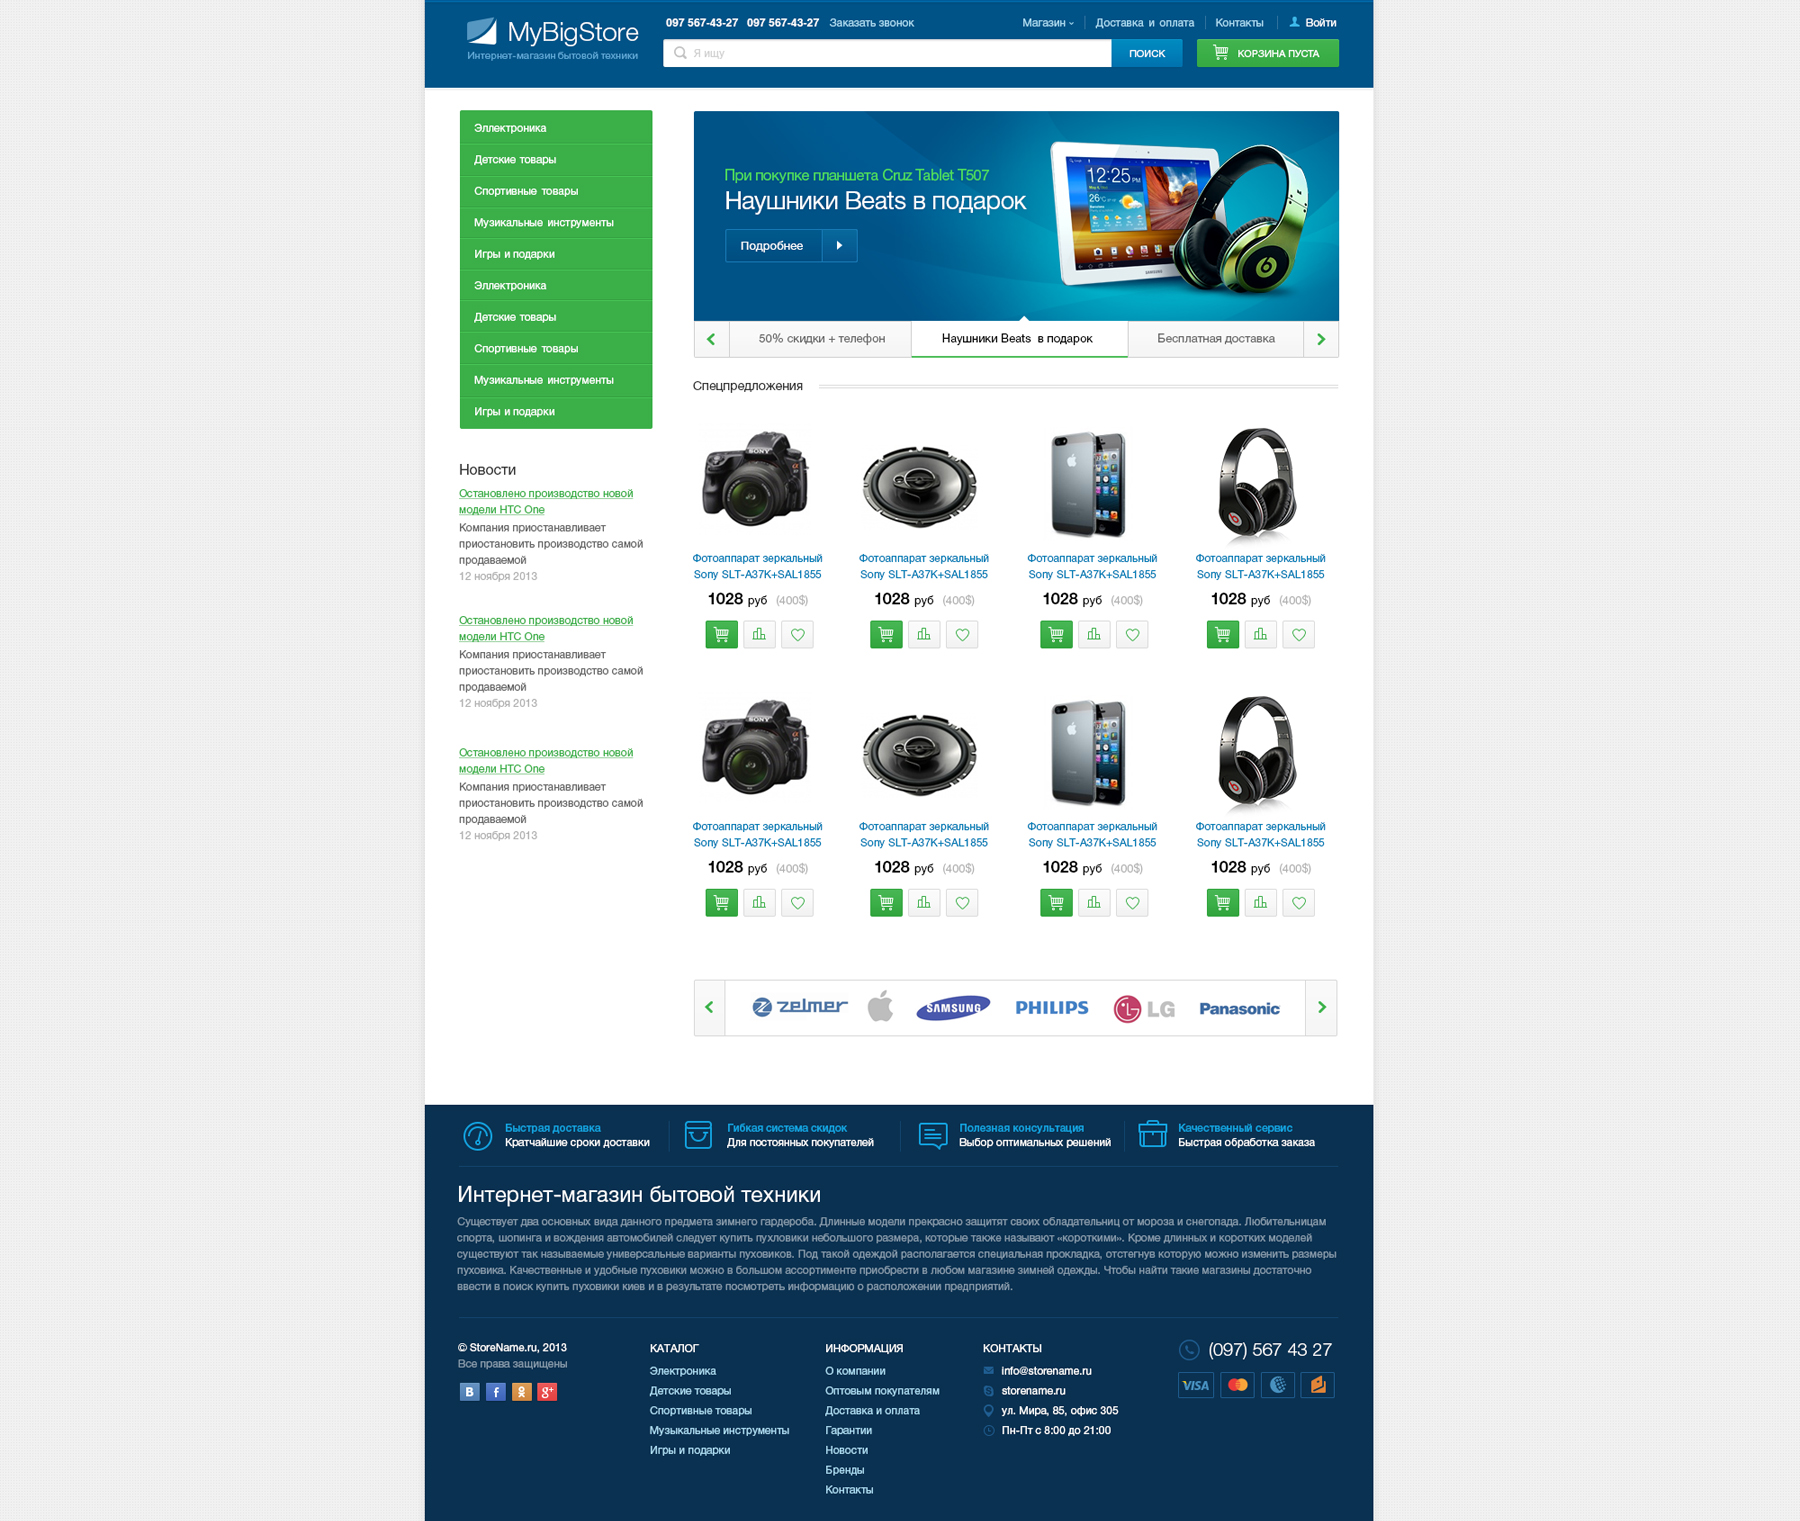 MyBigStore
Интернет-магазин бытовой техники
097 567-43-27 097 567-43-27 Заказать звонок
Магазин Доставка и оплата Контакты Войти
Я ищу
ПОИСК
КОРЗИНА ПУСТА
Эллектроника
Детские товары
Спортивные товары
Музикальные инструменты
Игры и подарки
Эллектроника
Детские товары
Спортивные товары
Музикальные инструменты
Игры и подарки
Новости
Остановлено производство новой
модели HTC One
Компания приостанавливает
приостановить производство самой
продаваемой
12 ноября 2013
Остановлено производство новой
модели HTC One
Компания приостанавливает
приостановить производство самой
продаваемой
12 ноября 2013
Остановлено производство новой
модели HTC One
Компания приостанавливает
приостановить производство самой
продаваемой
12 ноября 2013
При покупке планшета Cruz Tablet T507
Наушники Beats в подарок
Подробнее
12:25 PM
26°C
SAMSUNG
50% скидки + телефон
Наушники Beats в подарок
Бесплатная доставка
Спецпредложения
SONY
Фотоаппарат зеркальный
Sony SLT-A37K+SAL1855
1028 руб (400$)
Фотоаппарат зеркальный
Sony SLT-A37K+SAL1855
1028 руб (400$)
Фотоаппарат зеркальный
Sony SLT-A37K+SAL1855
1028 руб (400$)
Фотоаппарат зеркальный
Sony SLT-A37K+SAL1855
1028 руб (400$)
SONY
Фотоаппарат зеркальный
Sony SLT-A37K+SAL1855
1028 руб (400$)
Фотоаппарат зеркальный
Sony SLT-A37K+SAL1855
1028 руб (400$)
Фотоаппарат зеркальный
Sony SLT-A37K+SAL1855
1028 руб (400$)
Фотоаппарат зеркальный
Sony SLT-A37K+SAL1855
1028 руб (400$)
zelmer SAMSUNG PHILIPS LG Panasonic
Быстрая доставка
Кратчайшие сроки доставки
Гибкая система скидок
Для постоянных покупателей
Полезная консультация
Выбор оптимальных решений
Качественный сервис
Быстрая обработка заказа
Интернет-магазин бытовой техники
Существует два основных вида данного предмета зимнего гардероба. Длинные модели прекрасно защитят своих обладательниц от мороза и снегопада. Любительницам
спорта, шопинга и вождения автомобилей следует купить пухловики небольшого размера, которые также называют «короткими». Кроме длинных и коротких моделей
существуют так называемые универсальные варианты пуховиков. Под такой одеждой располагается специальная прокладка, отстегнув которую можно изменить размеры
пуховика. Качественные и удобные пуховики можно в большом ассортименте приобрести в любом магазине зимней одежды. Чтобы найти такие магазины достаточно
ввести в поиск купить пуховики киев и в результате посмотреть информацию о расположении предприятий.
© StoreName.ru, 2013
Все права защищены
КАТАЛОГ
Электроника
Детские товары
Спортивные товары
Музыкальные инструменты
Игры и подарки
ИНФОРМАЦИЯ
О компании
Оптовым покупателям
Доставка и оплата
Гарантии
Новости
Бренды
Контакты
КОНТАКТЫ
info@storename.ru
storename.ru
ул. Мира, 85, офис 305
Пн-Пт с 8:00 до 21:00
(097) 567 43 27
VISA